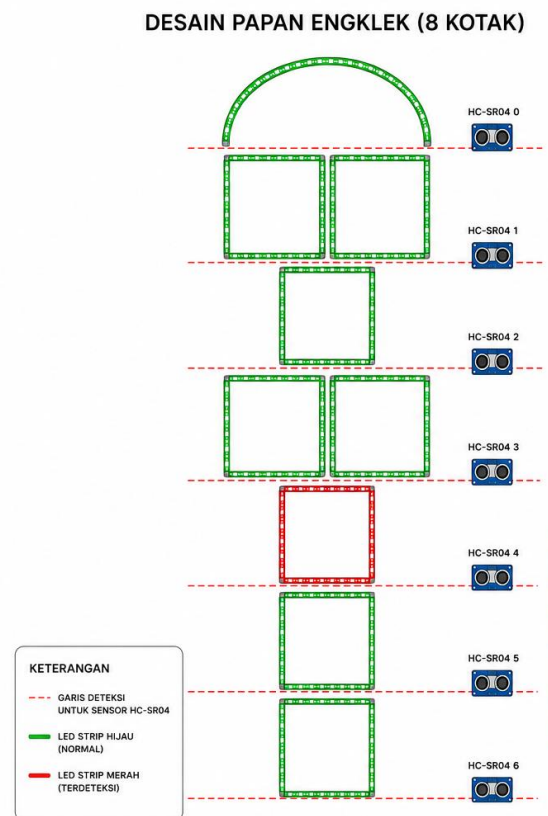 DESAIN PAPAN ENGKLEK (8 KOTAK)
HC-SR04 0
HC-SR04 1
HC-SR04 2
HC-SR04 3
HC-SR04 4
HC-SR04 5
HC-SR04 6
KETERANGAN
GARIS DETEKSI
UNTUK SENSOR HC-SR04
LED STRIP HIJAU
(NORMAL)
LED STRIP MERAH
(TERDETEKSI)